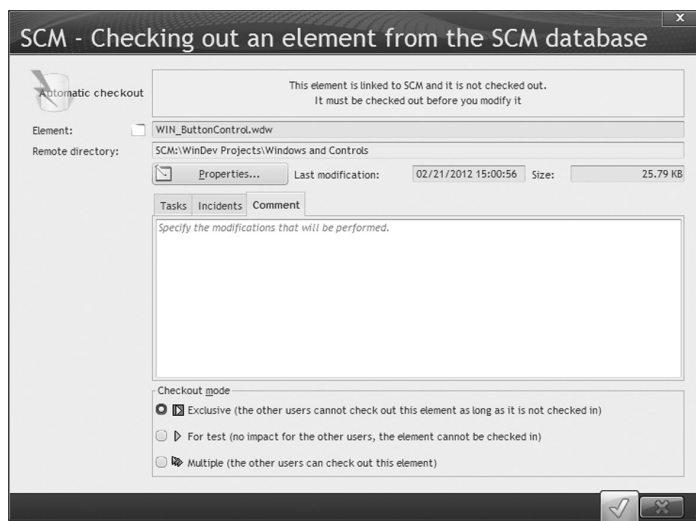 SCM - Checking out an element from the SCM database
Automatic checkout
This element is linked to SCM and it is not checked out.
It must be checked out before you modify it
Element: WIN_ButtonControl.wdw
Remote directory: SCM:\WinDev Projects\Windows and Controls
Properties... Last modification: 02/21/2012 15:00:56 Size: 25.79 KB
Tasks Incidents Comment
Specify the modifications that will be performed.
Checkout mode
Exclusive (the other users cannot check out this element as long as it is not checked in)
For test (no impact for the other users, the element cannot be checked in)
Multiple (the other users can check out this element)